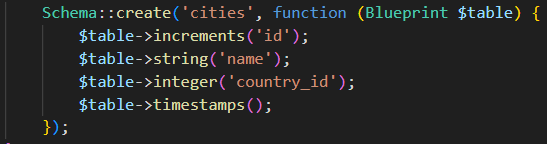 Schema::create('cities', function (Blueprint $table) {
$table->increments('id');
$table->string('name');
$table->integer('country_id');
$table->timestamps();
});